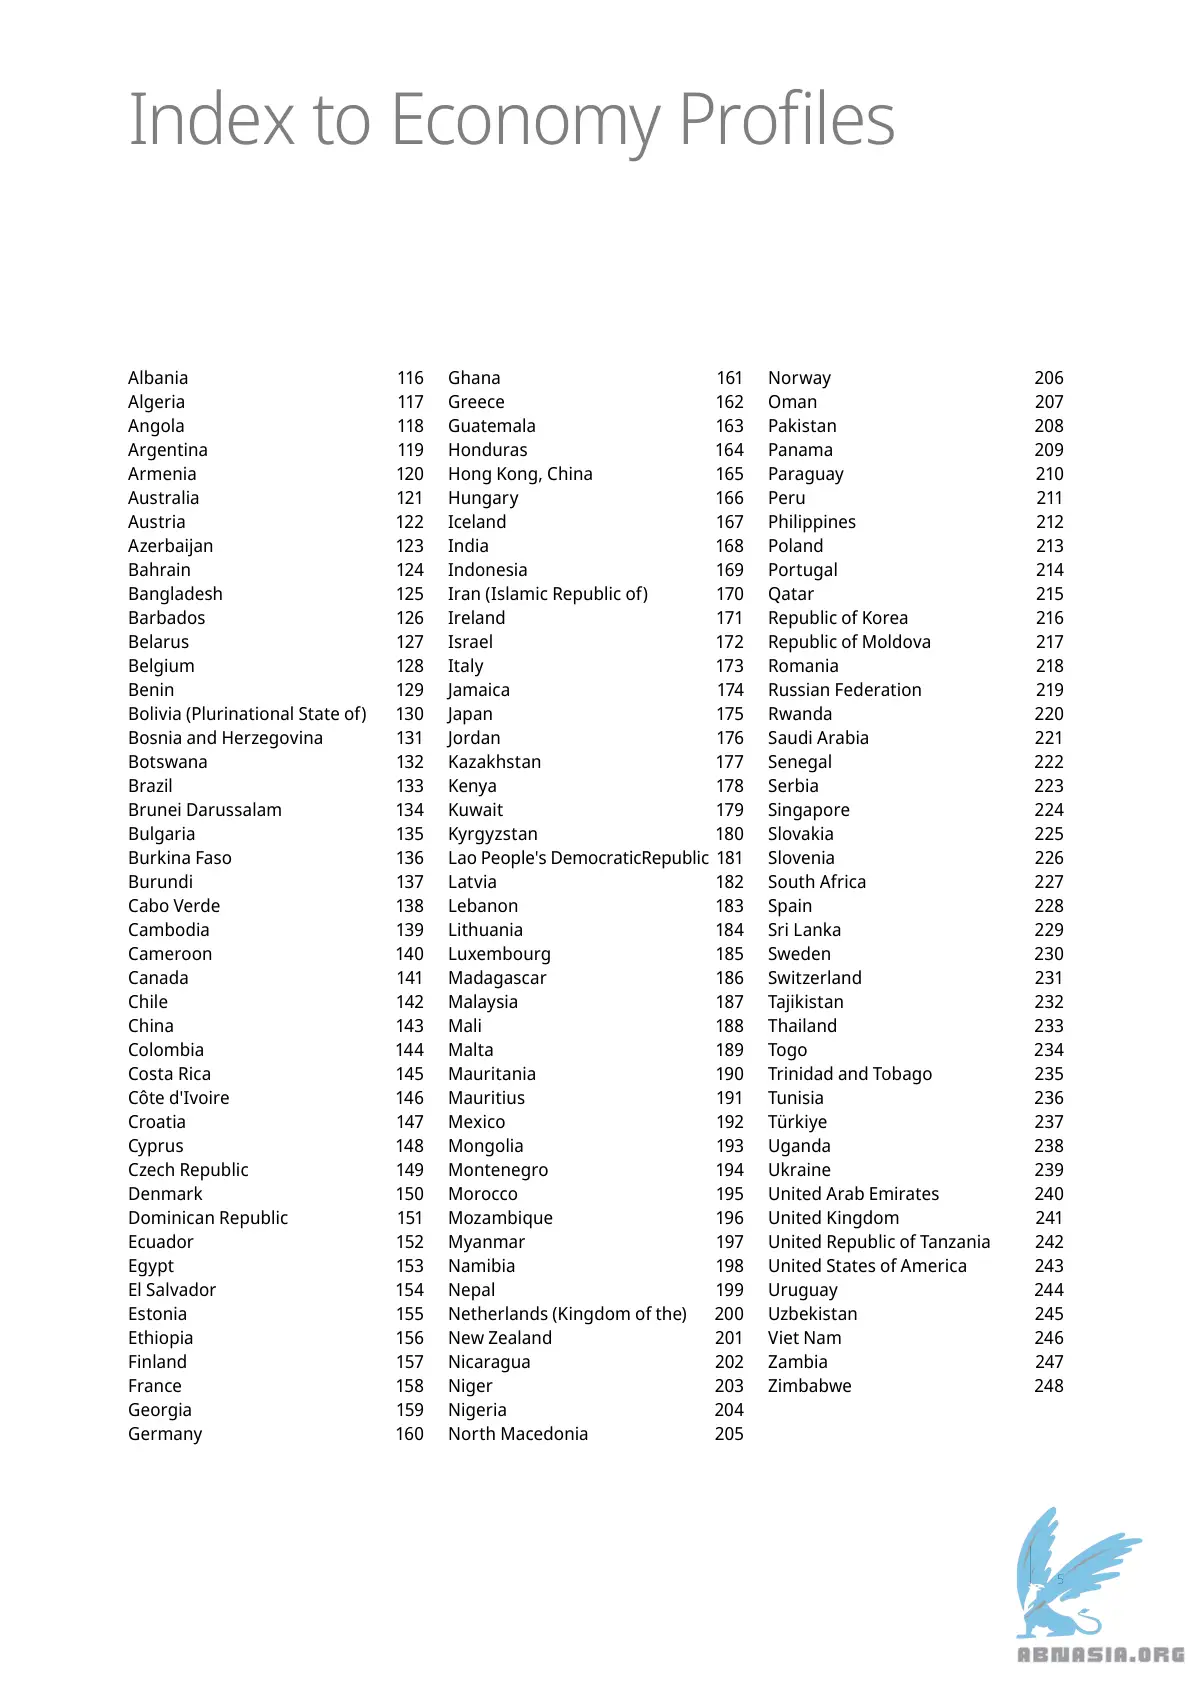 Index to Economy Profiles
Albania 116
Algeria 117
Angola 118
Argentina 119
Armenia 120
Australia 121
Austria 122
Azerbaijan 123
Bahrain 124
Bangladesh 125
Barbados 126
Belarus 127
Belgium 128
Benin 129
Bolivia (Plurinational State of) 130
Bosnia and Herzegovina 131
Botswana 132
Brazil 133
Brunei Darussalam 134
Bulgaria 135
Burkina Faso 136
Burundi 137
Cabo Verde 138
Cambodia 139
Cameroon 140
Canada 141
Chile 142
China 143
Colombia 144
Costa Rica 145
Côte d'Ivoire 146
Croatia 147
Cyprus 148
Czech Republic 149
Denmark 150
Dominican Republic 151
Ecuador 152
Egypt 153
El Salvador 154
Estonia 155
Ethiopia 156
Finland 157
France 158
Georgia 159
Germany 160
Ghana 161
Greece 162
Guatemala 163
Honduras 164
Hong Kong, China 165
Hungary 166
Iceland 167
India 168
Indonesia 169
Iran (Islamic Republic of) 170
Ireland 171
Israel 172
Italy 173
Jamaica 174
Japan 175
Jordan 176
Kazakhstan 177
Kenya 178
Kuwait 179
Kyrgyzstan 180
Lao People's DemocraticRepublic 181
Latvia 182
Lebanon 183
Lithuania 184
Luxembourg 185
Madagascar 186
Malaysia 187
Mali 188
Malta 189
Mauritania 190
Mauritius 191
Mexico 192
Mongolia 193
Montenegro 194
Morocco 195
Mozambique 196
Myanmar 197
Namibia 198
Nepal 199
Netherlands (Kingdom of the) 200
New Zealand 201
Nicaragua 202
Niger 203
Nigeria 204
North Macedonia 205
Norway 206
Oman 207
Pakistan 208
Panama 209
Paraguay 210
Peru 211
Philippines 212
Poland 213
Portugal 214
Qatar 215
Republic of Korea 216
Republic of Moldova 217
Romania 218
Russian Federation 219
Rwanda 220
Saudi Arabia 221
Senegal 222
Serbia 223
Singapore 224
Slovakia 225
Slovenia 226
South Africa 227
Spain 228
Sri Lanka 229
Sweden 230
Switzerland 231
Tajikistan 232
Thailand 233
Togo 234
Trinidad and Tobago 235
Tunisia 236
Türkiye 237
Uganda 238
Ukraine 239
United Arab Emirates 240
United Kingdom 241
United Republic of Tanzania 242
United States of America 243
Uruguay 244
Uzbekistan 245
Viet Nam 246
Zambia 247
Zimbabwe 248
5
ABNASIA.ORG